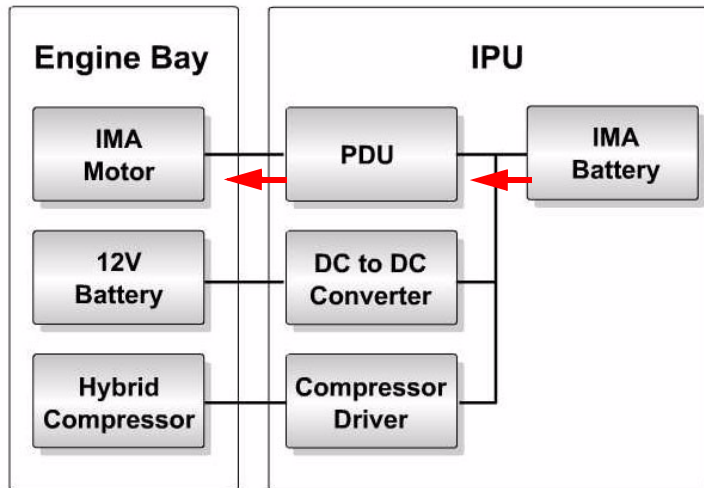 Engine Bay
IPU
IMA
Motor
PDU
IMA
Battery
12V
Battery
DC to DC
Converter
Hybrid
Compressor
Compressor
Driver